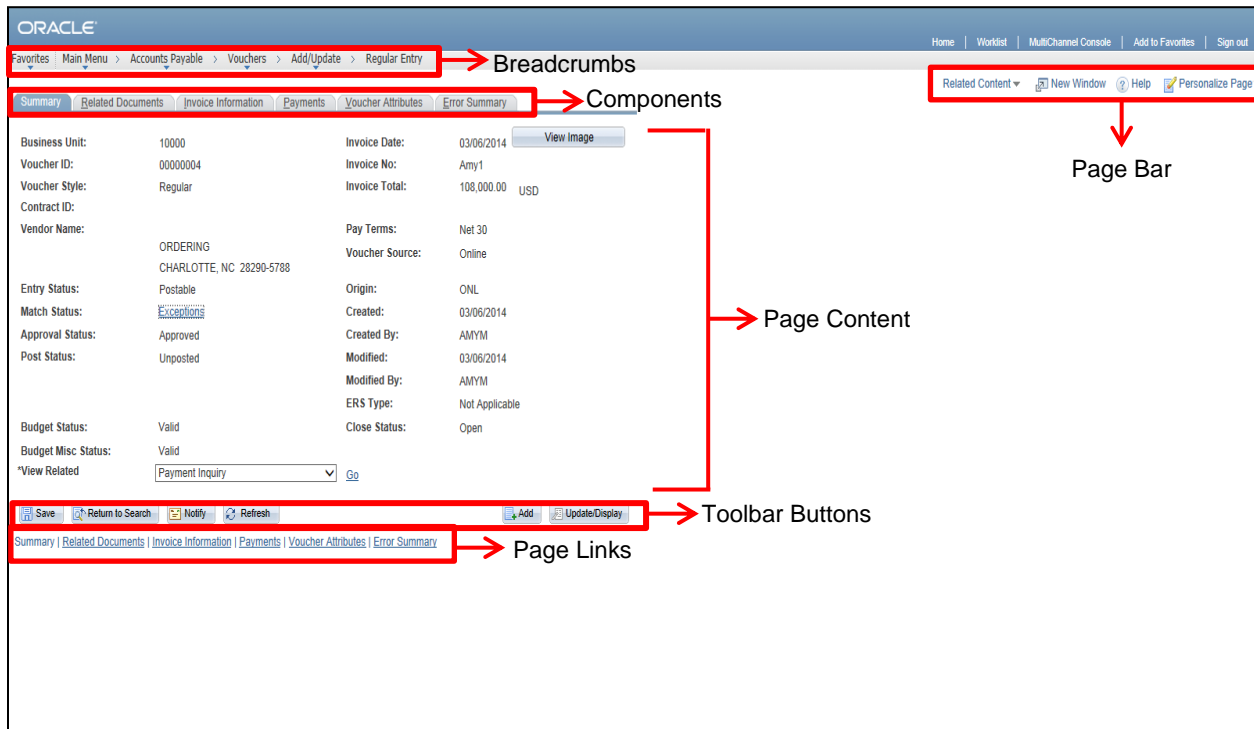 ORACLE
Home | Worklist | MultiChannel Console | Add to Favorites | Sign out
Favorites Main Menu > Accounts Payable > Vouchers > Add/Update > Regular Entry
Breadcrumbs
Related Content New Window Help Personalize Page
Summary Related Documents Invoice Information Payments Voucher Attributes Error Summary
Components
Page Bar
Business Unit: 10000 Invoice Date: 03/06/2014 View Image
Voucher ID: 00000004 Invoice No: Amy1
Voucher Style: Regular Invoice Total: 108,000.00 USD
Contract ID:
Vendor Name: Pay Terms: Net 30
ORDERING Voucher Source: Online
CHARLOTTE, NC 28290-5788
Entry Status: Postable Origin: ONL
Match Status: Exceptions Created: 03/06/2014
Page Content
Approval Status: Approved Created By: AMYM
Post Status: Unposted Modified: 03/06/2014
Modified By: AMYM
ERS Type: Not Applicable
Budget Status: Valid Close Status: Open
Budget Misc Status: Valid
*View Related Payment Inquiry Go
Save Return to Search Notify Refresh Add Update/Display
Toolbar Buttons
Summary | Related Documents | Invoice Information | Payments | Voucher Attributes | Error Summary
Page Links